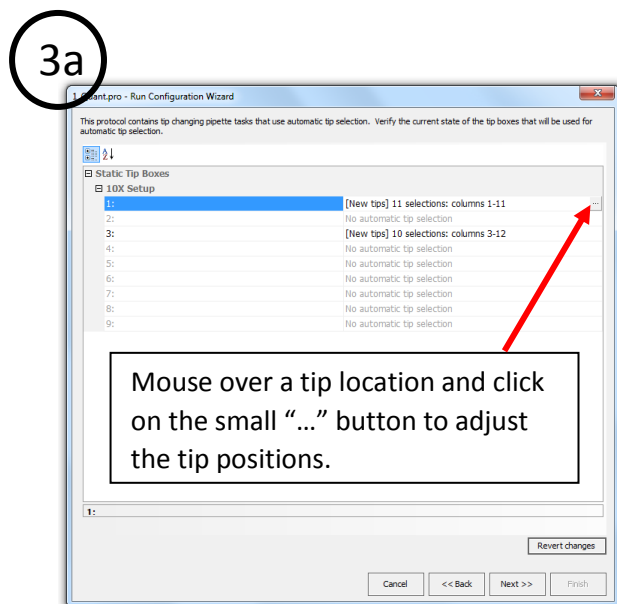 3a
1 Quant.pro - Run Configuration Wizard
This protocol contains tip changing pipette tasks that use automatic tip selection. Verify the current state of the tip boxes that will be used for
automatic tip selection.
Static Tip Boxes
10X Setup
1: [New tips] 11 selections: columns 1-11 ...
2: No automatic tip selection
3: [New tips] 10 selections: columns 3-12
4: No automatic tip selection
5: No automatic tip selection
6: No automatic tip selection
7: No automatic tip selection
8: No automatic tip selection
9: No automatic tip selection
Mouse over a tip location and click
on the small “...” button to adjust
the tip positions.
1:
Revert changes
Cancel << Back Next >> Finish